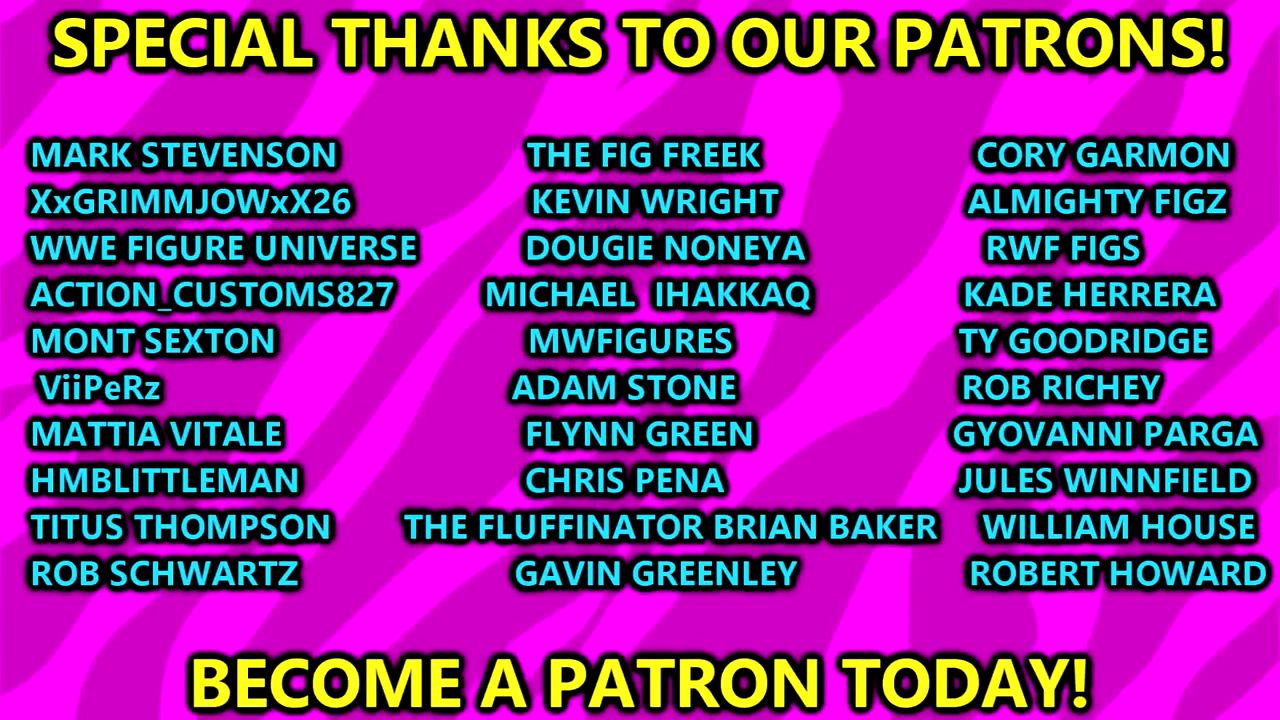 SPECIAL THANKS TO OUR PATRONS!
MARK STEVENSON THE FIG FREEK CORY GARMON
XxGRIMMJOWxX26 KEVIN WRIGHT ALMIGHTY FIGZ
WWE FIGURE UNIVERSE DOUGIE NONEYA RWF FIGS
ACTION_CUSTOMS827 MICHAEL IHAKKAQ KADE HERRERA
MONT SEXTON MWFIGURES TY GOODRIDGE
ViiPeRz ADAM STONE ROB RICHEY
MATTIA VITALE FLYNN GREEN GYOVANNI PARGA
HMBLITTLEMAN CHRIS PENA JULES WINNFIELD
TITUS THOMPSON THE FLUFFINATOR BRIAN BAKER WILLIAM HOUSE
ROB SCHWARTZ GAVIN GREENLEY ROBERT HOWARD
BECOME A PATRON TODAY!